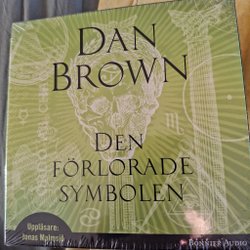 DAN
BROWN
DEN
FÖRLORADE
SYMBOLEN
Uppläsare:
Jonas Malmsjö
BONNIER AUDIO